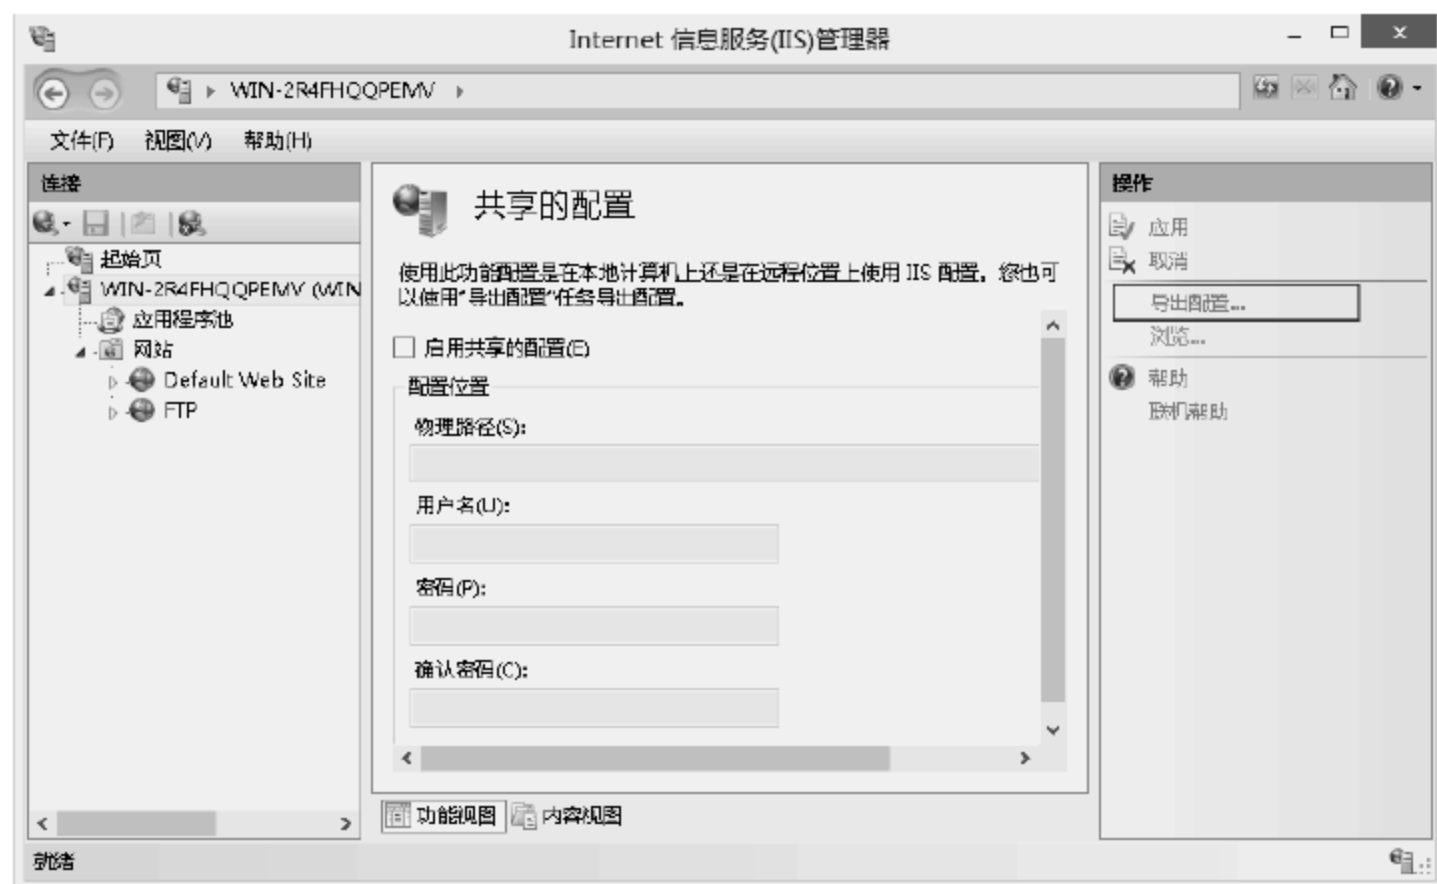 Internet 信息服务(IIS)管理器
WIN-2R4FHQQPEMV
文件(F) 视图(V) 帮助(H)
连接
起始页
WIN-2R4FHQQPEMV (WIN
应用程序池
网站
Default Web Site
FTP
共享的配置
使用此功能配置是在本地计算机上还是在远程位置上使用 IIS 配置。您也可
以使用“导出配置”任务导出配置。
启用共享的配置(E)
配置位置
物理路径(S):
用户名(U):
密码(P):
确认密码(C):
功能视图 内容视图
操作
应用
取消
导出配置...
浏览...
帮助
联机帮助
就绪